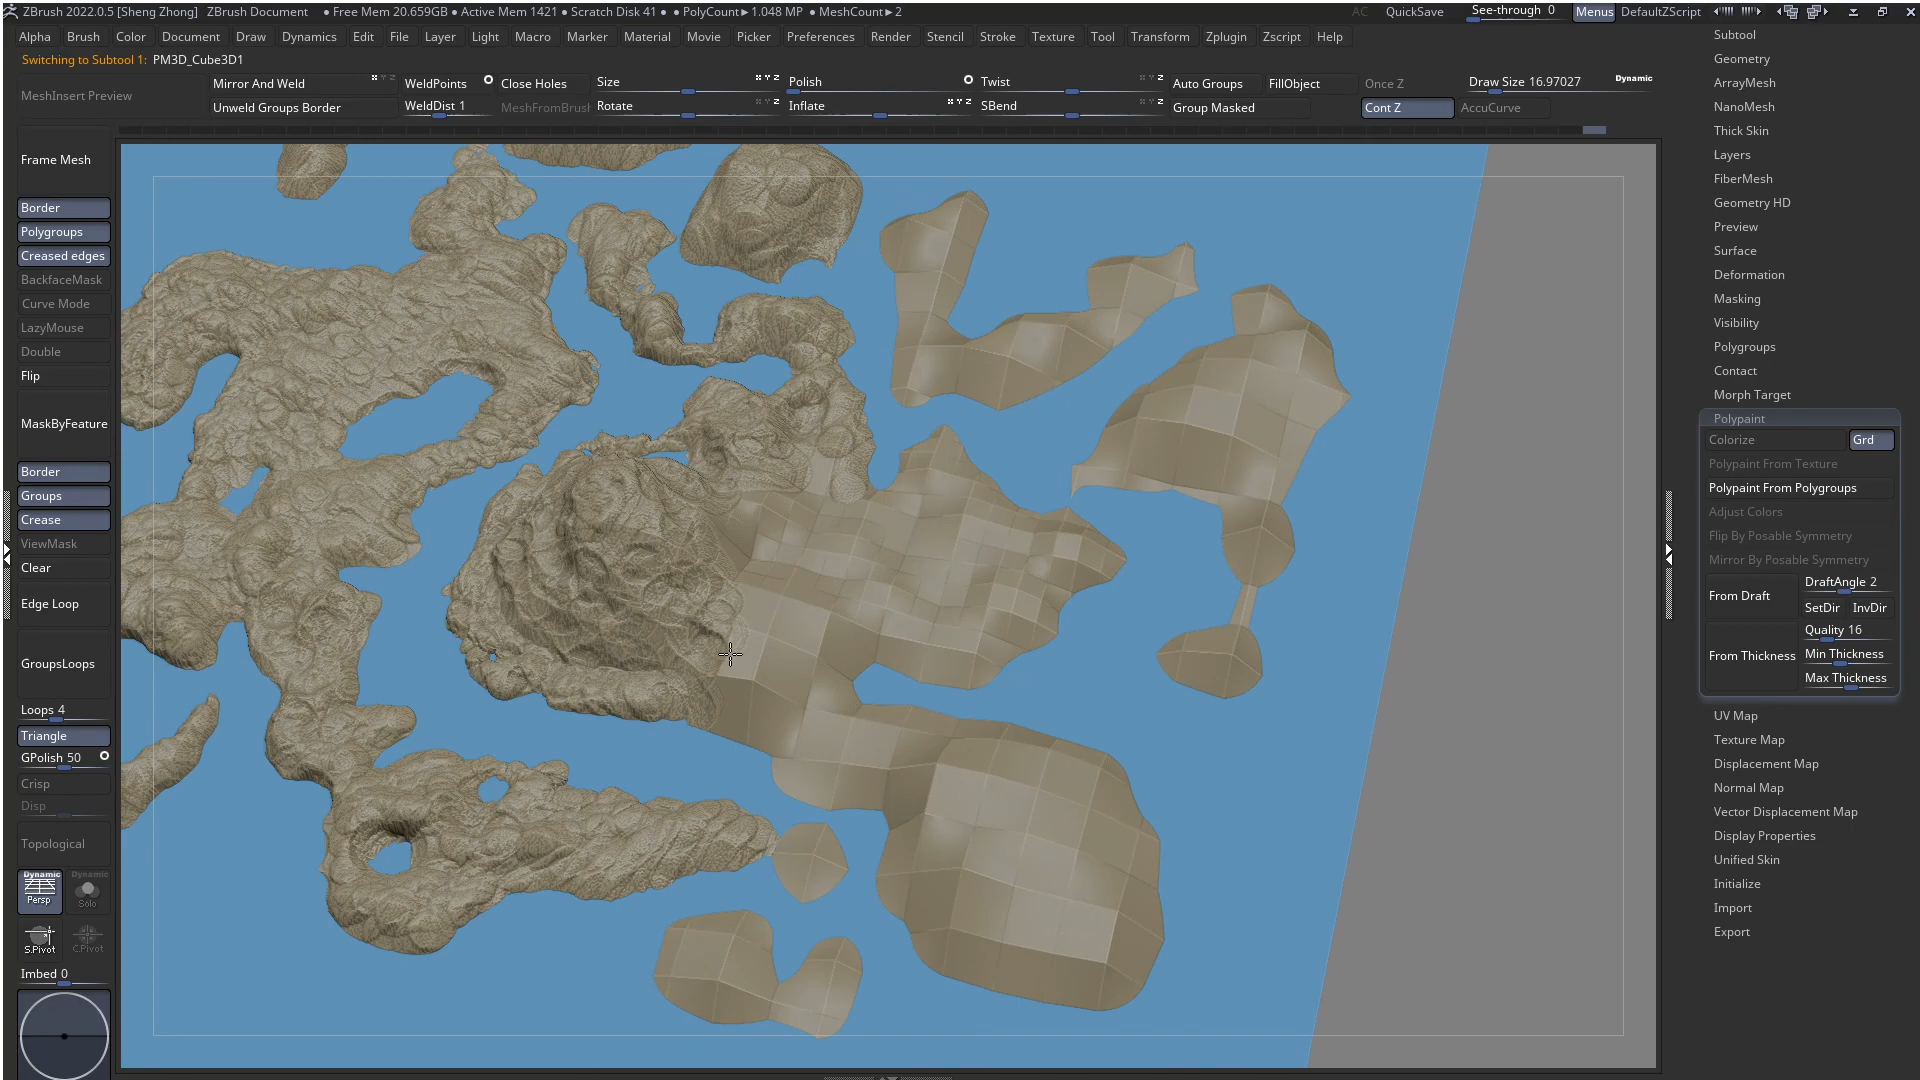 ZBrush 2022.0.5 [Sheng Zhong] ZBrush Document ● Free Mem 20.659GB ● Active Mem 1421 ● Scratch Disk 41 ● ● PolyCount►1.048 MP ● MeshCount►2 AC QuickSave See-through 0 Menus DefaultZScript
Alpha Brush Color Document Draw Dynamics Edit File Layer Light Macro Marker Material Movie Picker Preferences Render Stencil Stroke Texture Tool Transform Zplugin Zscript Help
Switching to Subtool 1: PM3D_Cube3D1
MeshInsert Preview
Mirror And Weld WeldPoints Close Holes Size Polish Twist Auto Groups FillObject Once Z Draw Size 16.97027 Dynamic
Unweld Groups Border WeldDist 1 MeshFromBrush Rotate Inflate SBend Group Masked Cont Z AccuCurve
Frame Mesh
Border
Polygroups
Creased edges
BackfaceMask
Curve Mode
LazyMouse
Double
Flip
MaskByFeature
Border
Groups
Crease
ViewMask
Clear
Edge Loop
GroupsLoops
Loops 4
Triangle
GPolish 50
Crisp
Disp
Topological
Dynamic Dynamic
Persp Solo
S.Pivot C.Pivot
Imbed 0
Subtool
Geometry
ArrayMesh
NanoMesh
Thick Skin
Layers
FiberMesh
Geometry HD
Preview
Surface
Deformation
Masking
Visibility
Polygroups
Contact
Morph Target
Polypaint
Colorize Grd
Polypaint From Texture
Polypaint From Polygroups
Adjust Colors
Flip By Posable Symmetry
Mirror By Posable Symmetry
From Draft DraftAngle 2
SetDir InvDir
From Thickness Quality 16
Min Thickness
Max Thickness
UV Map
Texture Map
Displacement Map
Normal Map
Vector Displacement Map
Display Properties
Unified Skin
Initialize
Import
Export